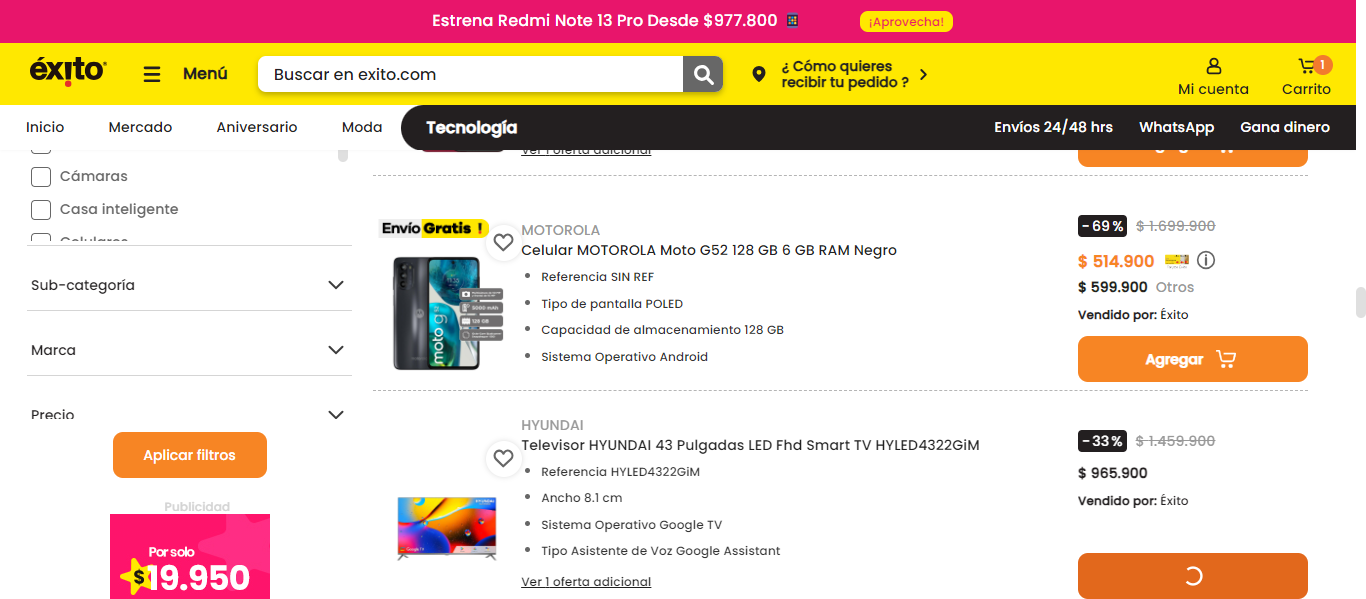 Estrena Redmi Note 13 Pro Desde $977.800
¡Aprovecha!
éxito
Menú
Buscar en exito.com
¿ Cómo quieres
recibir tu pedido ?
Mi cuenta
1
Carrito
Inicio
Mercado
Aniversario
Moda
Tecnología
Envíos 24/48 hrs
WhatsApp
Gana dinero
Ver 1 oferta adicional
Agregar
Cámaras
Casa inteligente
Celulares
Sub-categoría
Marca
Precio
Aplicar filtros
Publicidad
Por solo
$19.950
Envío Gratis !
MOTOROLA
Celular MOTOROLA Moto G52 128 GB 6 GB RAM Negro
Referencia SIN REF
Tipo de pantalla POLED
Capacidad de almacenamiento 128 GB
Sistema Operativo Android
moto g
128 GB
-69%
$ 1.699.900
$ 514.900
$ 599.900 Otros
Vendido por: Éxito
Agregar
HYUNDAI
Televisor HYUNDAI 43 Pulgadas LED Fhd Smart TV HYLED4322GiM
Referencia HYLED4322GiM
Ancho 8.1 cm
Sistema Operativo Google TV
Tipo Asistente de Voz Google Assistant
Ver 1 oferta adicional
-33%
$ 1.459.900
$ 965.900
Vendido por: Éxito